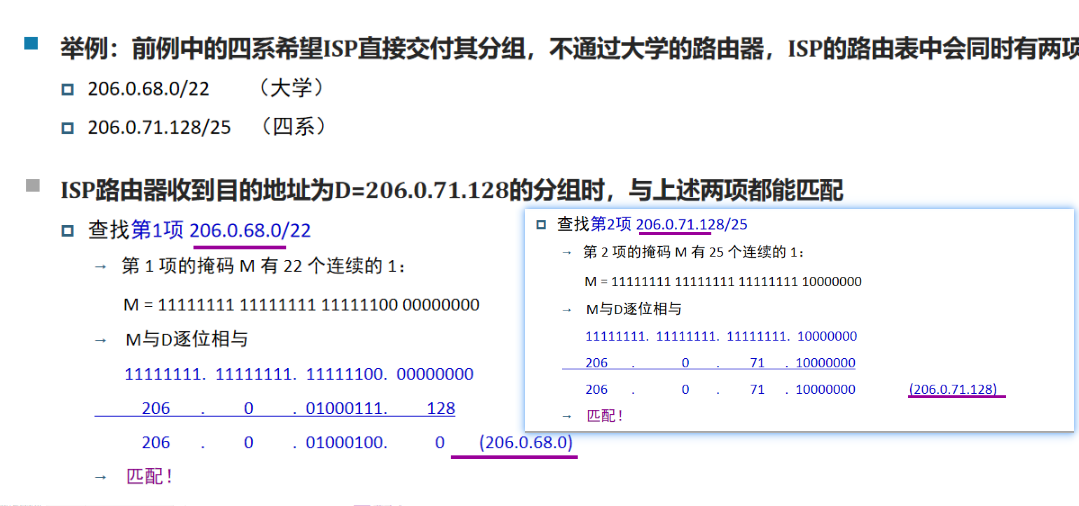 举例：前例中的四系希望ISP直接交付其分组，不通过大学的路由器，ISP的路由表中会同时有两项
206.0.68.0/22 （大学）
206.0.71.128/25 （四系）
ISP路由器收到目的地址为D=206.0.71.128的分组时，与上述两项都能匹配
查找第1项 206.0.68.0/22
→ 第 1 项的掩码 M 有 22 个连续的 1：
M = 11111111 11111111 11111100 00000000
→ M与D逐位相与
11111111. 11111111. 11111100. 00000000
206 . 0 . 01000111. 128
206 . 0 . 01000100. 0 (206.0.68.0)
→ 匹配！
查找第2项 206.0.71.128/25
→ 第 2 项的掩码 M 有 25 个连续的 1：
M = 11111111 11111111 11111111 10000000
→ M与D逐位相与
11111111. 11111111. 11111111. 10000000
206 . 0 . 71 . 10000000
206 . 0 . 71 . 10000000 (206.0.71.128)
→ 匹配！